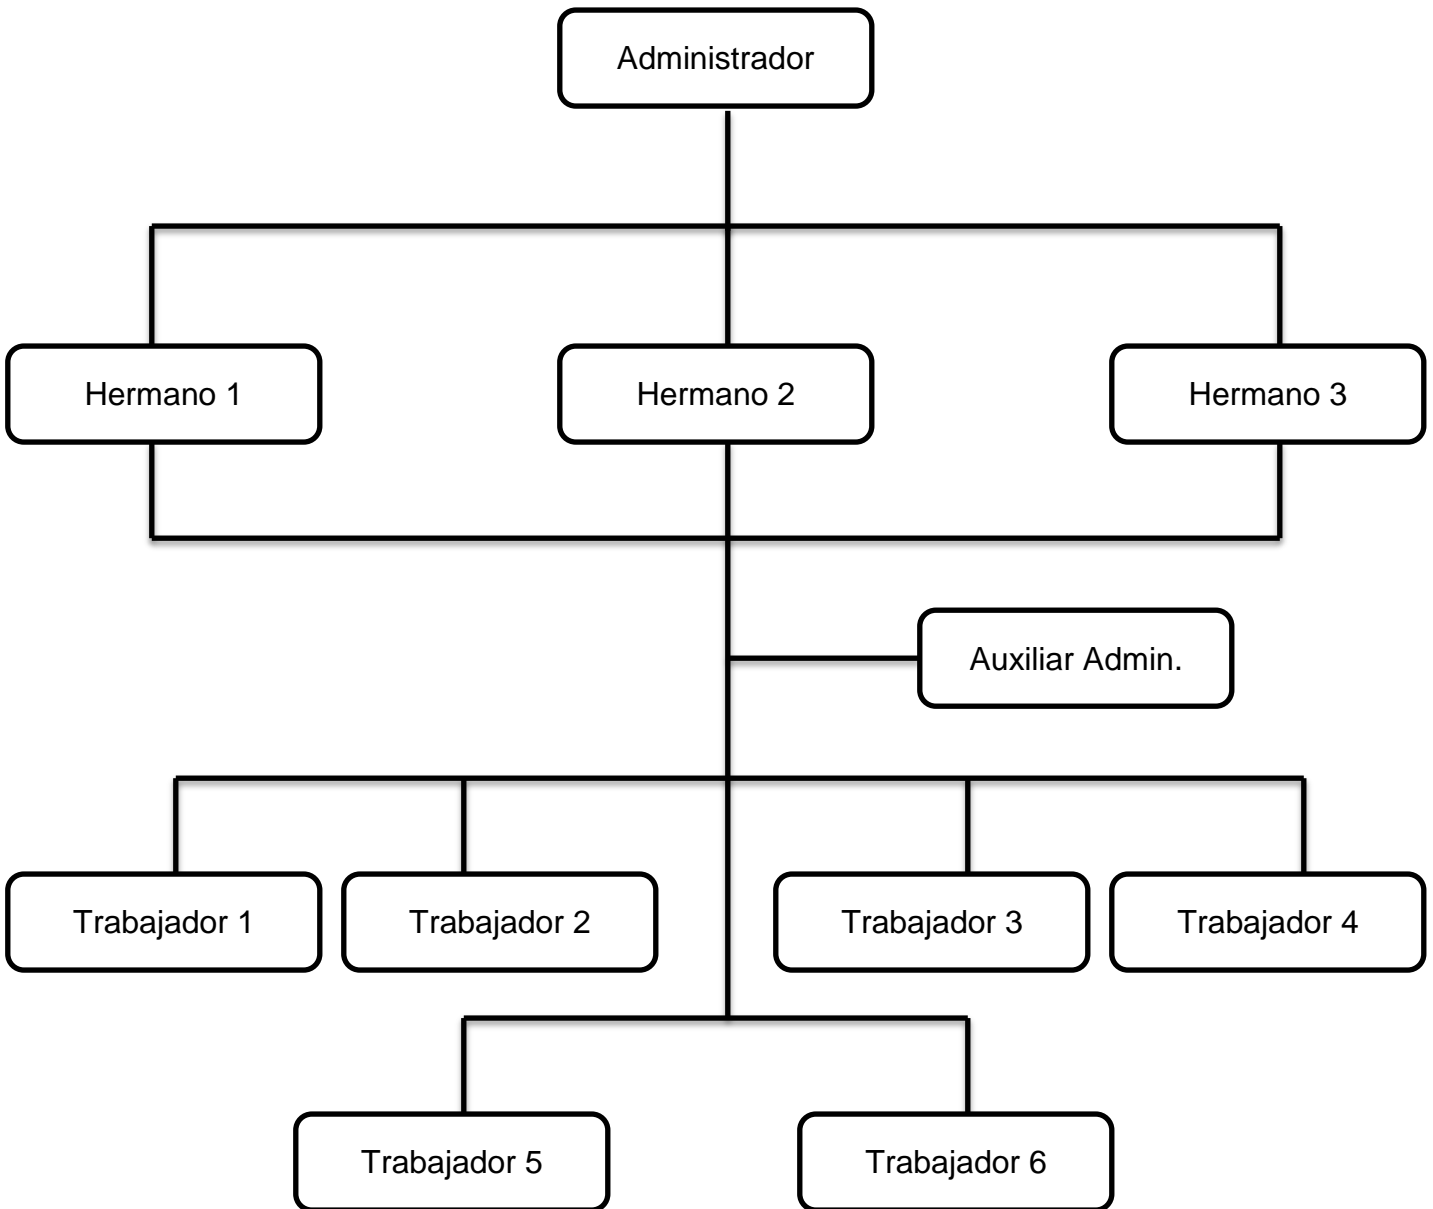 Administrador
Hermano 1
Hermano 2
Hermano 3
Auxiliar Admin.
Trabajador 1
Trabajador 2
Trabajador 3
Trabajador 4
Trabajador 5
Trabajador 6